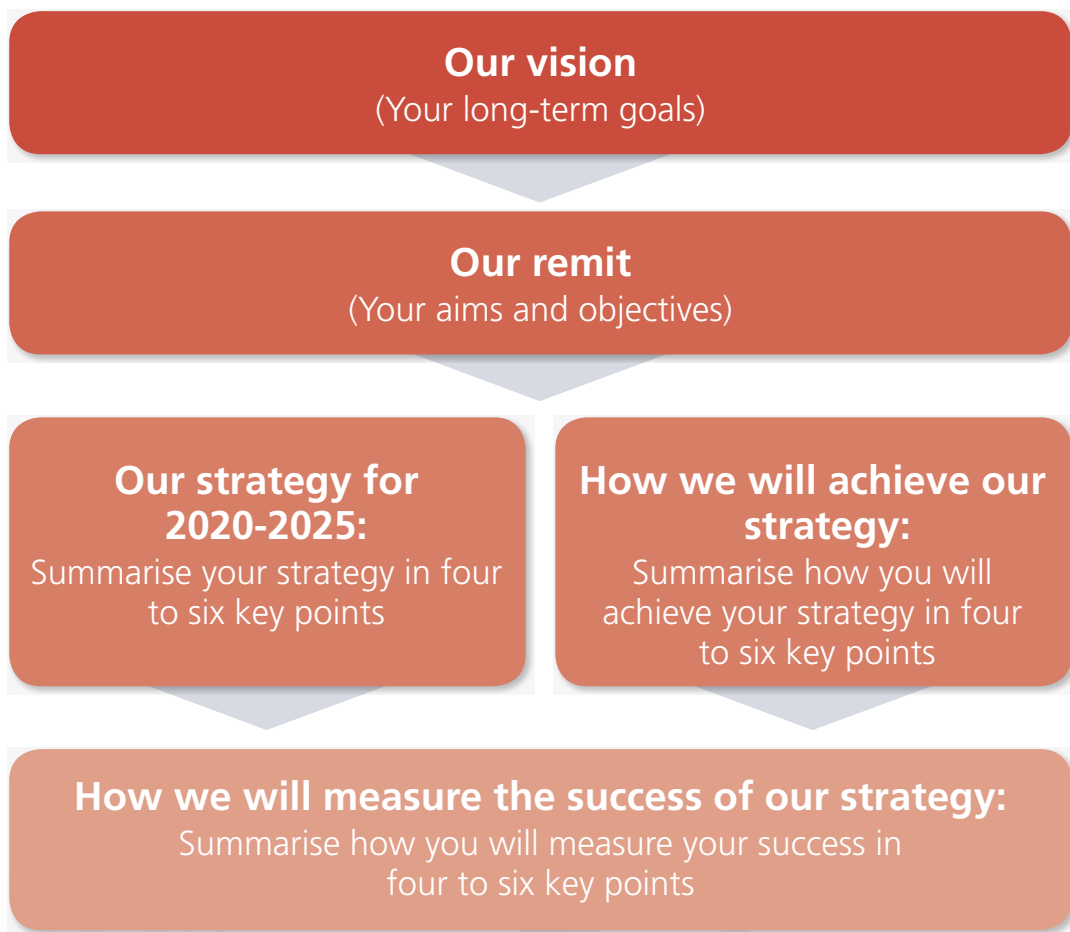 Our vision
(Your long-term goals)
Our remit
(Your aims and objectives)
Our strategy for
2020-2025:
Summarise your strategy in four
to six key points
How we will achieve our
strategy:
Summarise how you will
achieve your strategy in four
to six key points
How we will measure the success of our strategy:
Summarise how you will measure your success in
four to six key points